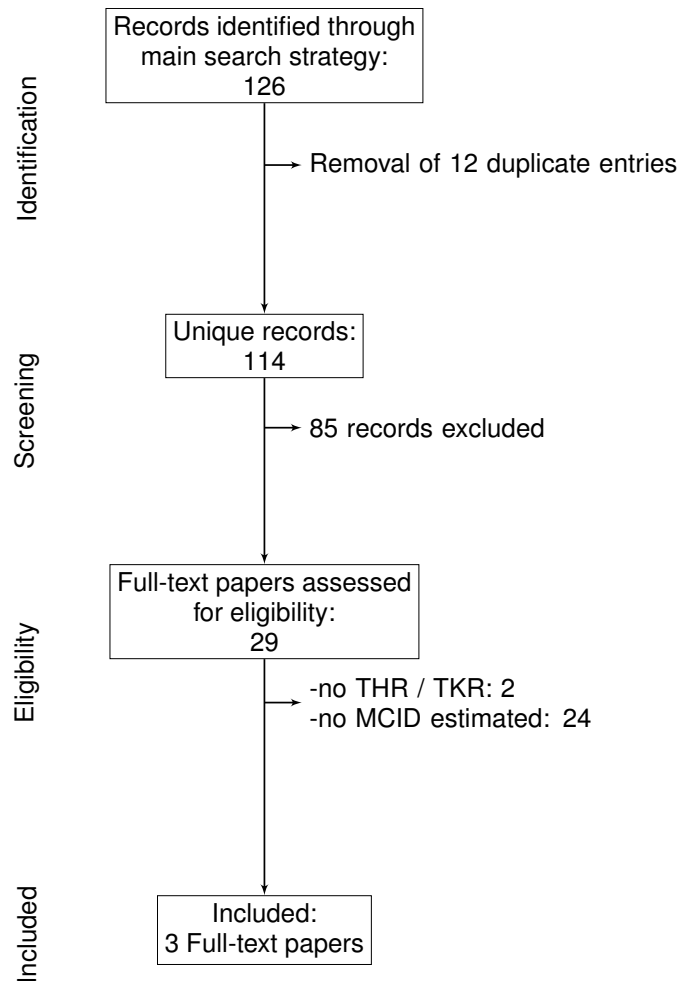 Records identified through
main search strategy:
126
Identification
Removal of 12 duplicate entries
Unique records:
114
Screening
85 records excluded
Full-text papers assessed
for eligibility:
29
Eligibility
-no THR / TKR: 2
-no MCID estimated: 24
Included
Included:
3 Full-text papers